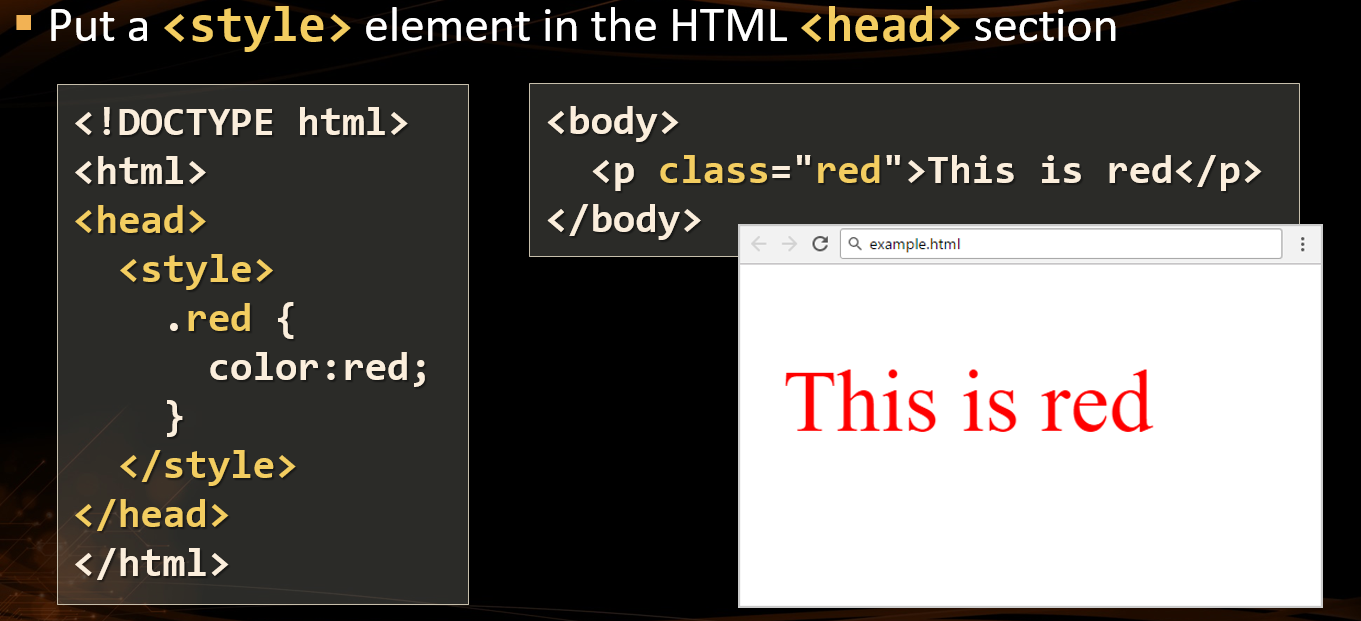 Put a <style> element in the HTML <head> section
<!DOCTYPE html>
<html>
<head>
<style>
.red {
color:red;
}
</style>
</head>
</html>
<body>
<p class="red">This is red</p>
</body>
example.html
This is red